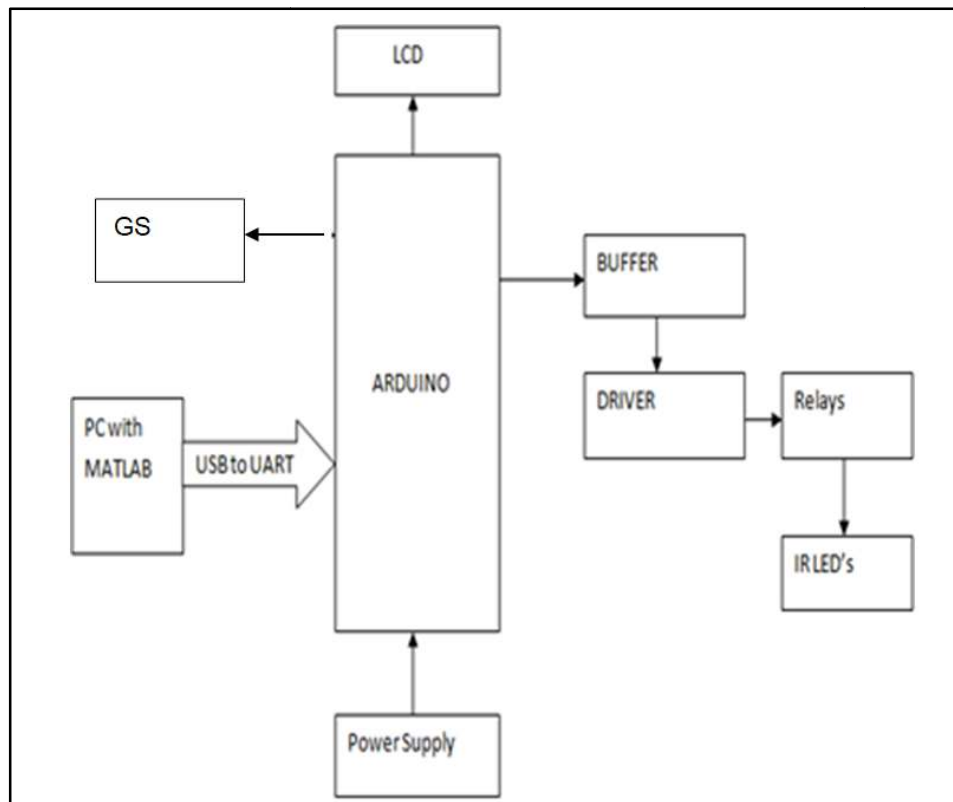 LCD
GS
BUFFER
ARDUINO
DRIVER
Relays
PC with
MATLAB
USB to UART
IR LED's
Power Supply